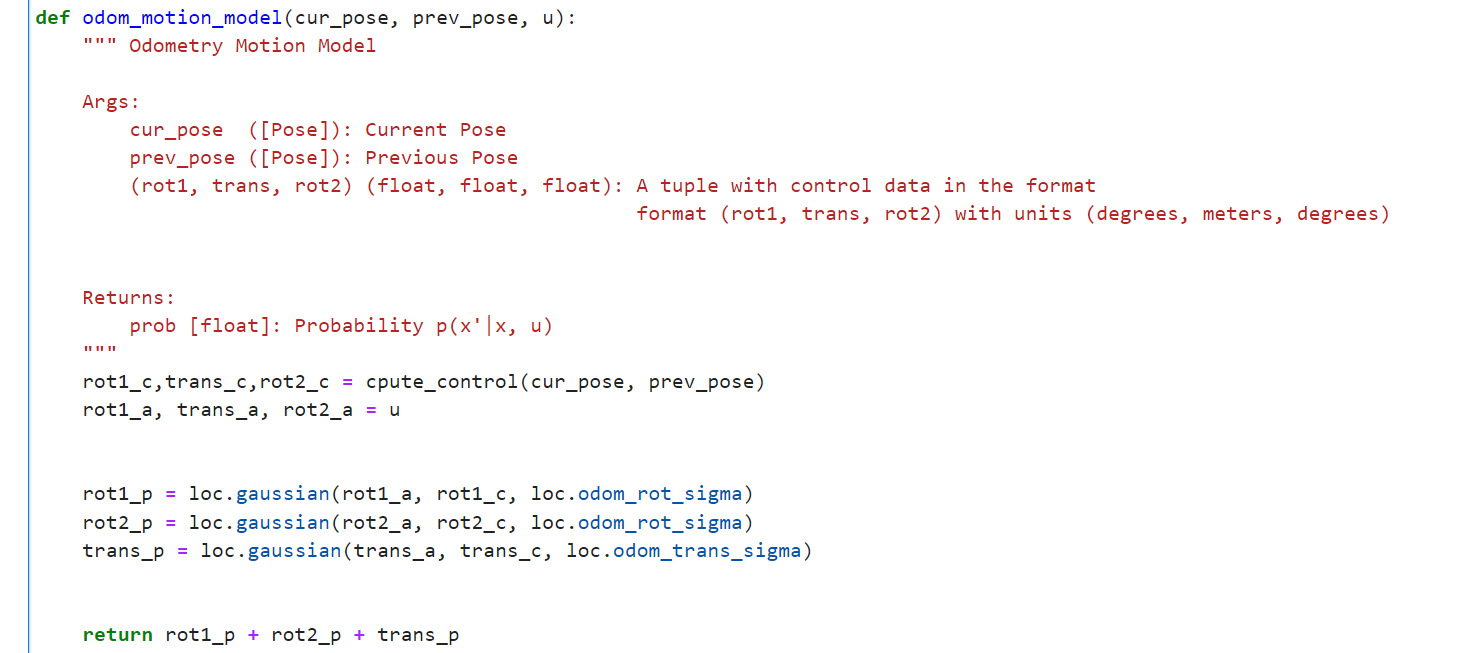 def odom_motion_model(cur_pose, prev_pose, u):
    """ Odometry Motion Model
    Args:
        cur_pose  ([Pose]): Current Pose
        prev_pose ([Pose]): Previous Pose
        (rot1, trans, rot2) (float, float, float): A tuple with control data in the format
                                                   format (rot1, trans, rot2) with units (degrees, meters, degrees)
    Returns:
        prob [float]: Probability p(x'|x, u)
    """
    rot1_c,trans_c,rot2_c = cpute_control(cur_pose, prev_pose)
    rot1_a, trans_a, rot2_a = u
    rot1_p = loc.gaussian(rot1_a, rot1_c, loc.odom_rot_sigma)
    rot2_p = loc.gaussian(rot2_a, rot2_c, loc.odom_rot_sigma)
    trans_p = loc.gaussian(trans_a, trans_c, loc.odom_trans_sigma)
    return rot1_p + rot2_p + trans_p